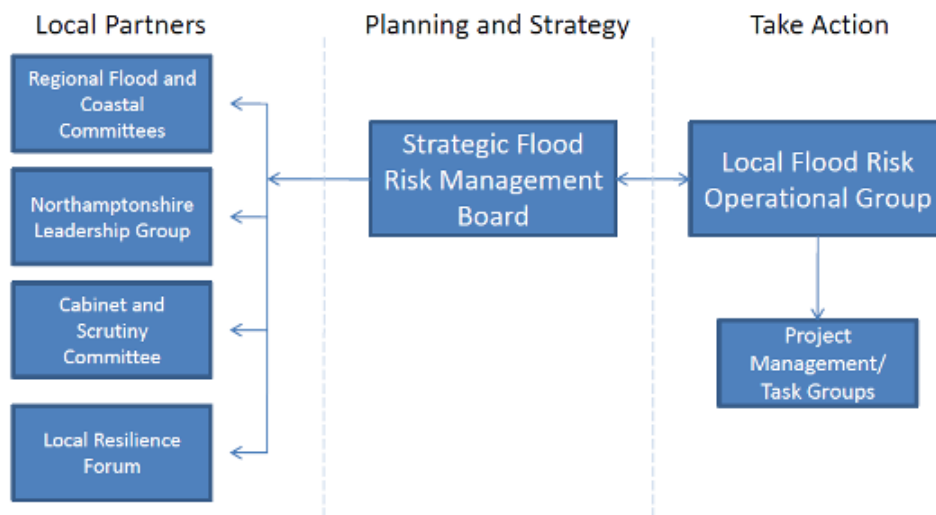 Local Partners
Planning and Strategy
Take Action
Regional Flood and
Coastal
Committees
Northamptonshire
Leadership Group
Cabinet and
Scrutiny
Committee
Local Resilience
Forum
Strategic Flood
Risk Management
Board
Local Flood Risk
Operational Group
Project
Management/
Task Groups